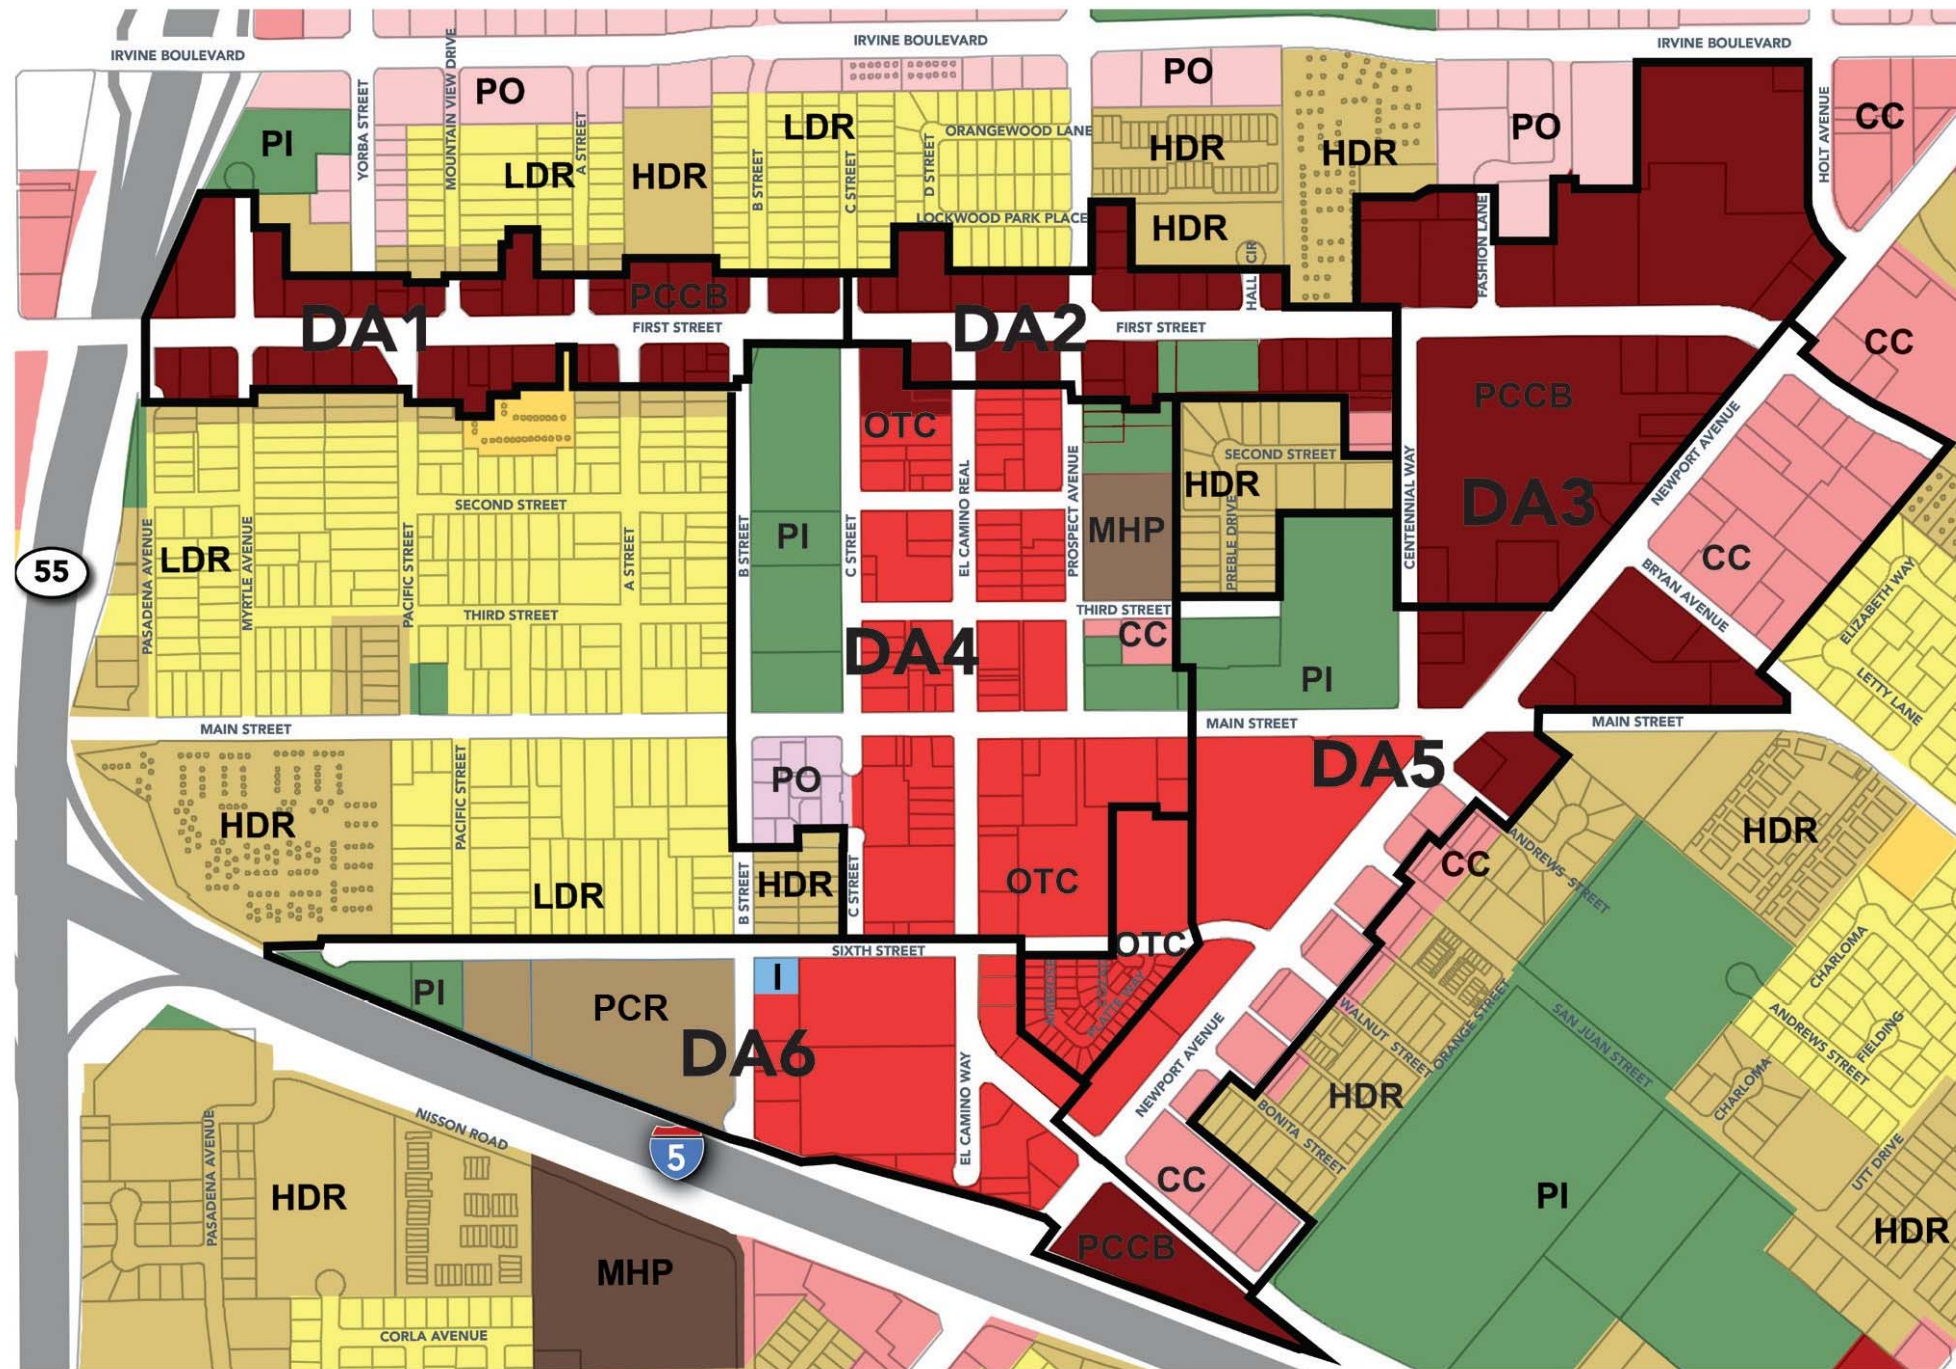 IRVINE BOULEVARD
IRVINE BOULEVARD
IRVINE BOULEVARD
MOUNTAIN VIEW DRIVE
YORBA STREET
PO
PO
PO
CC
HOLT AVENUE
PI
LDR
A STREET
LDR
HDR
B STREET
C STREET
D STREET
ORANGEWOOD LANE
LOCKWOOD PARK PLACE
HDR
HDR
HDR
HALL CIR
FASHION LANE
DA1
PCCB
FIRST STREET
DA2
FIRST STREET
CC
PCCB
DA3
OTC
SECOND STREET
HDR
PREBLE DRIVE
CENTENNIAL WAY
NEWPORT AVENUE
CC
BRYAN AVENUE
ELIZABETH WAY
LETTY LANE
55
PASADENA AVENUE
LDR
MYRTLE AVENUE
PACIFIC STREET
SECOND STREET
THIRD STREET
A STREET
B STREET
PI
C STREET
EL CAMINO REAL
PROSPECT AVENUE
MHP
THIRD STREET
CC
DA4
PI
MAIN STREET
MAIN STREET
MAIN STREET
DA5
HDR
PACIFIC STREET
LDR
PO
B STREET
HDR
C STREET
OTC
OTC
CC
ANDREWS STREET
HDR
CHARLOMA
ANDREWS STREET
FIELDING
SIXTH STREET
PI
PCR
I
DA6
EL CAMINO WAY
PLATT WAY
NEWPORT AVENUE
WALNUT STREET
ORANGE STREET
SAN JUAN STREET
HDR
BONITA STREET
CHARLOMA
UTT DRIVE
HDR
PI
CC
PCCB
5
NISSON ROAD
PASADENA AVENUE
HDR
MHP
CORLA AVENUE